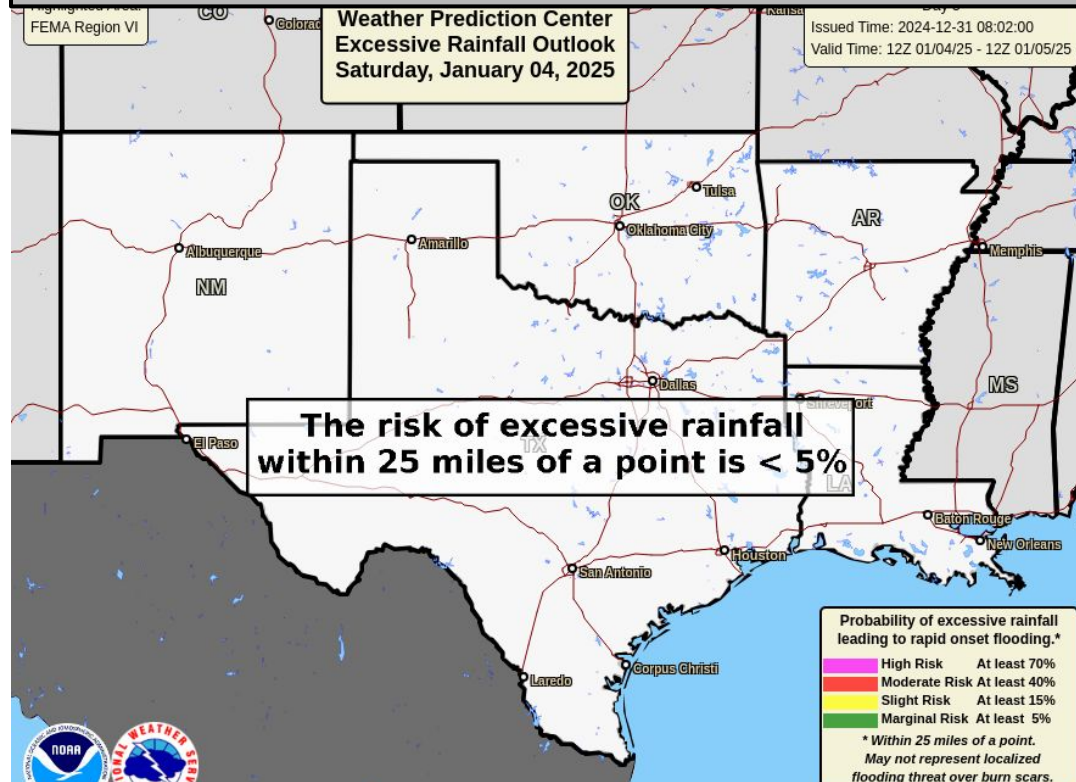 Highlighted Area:
FEMA Region VI
Weather Prediction Center
Excessive Rainfall Outlook
Saturday, January 04, 2025
Issued Time: 2024-12-31 08:02:00
Valid Time: 12Z 01/04/25 - 12Z 01/05/25
CO
Colorad
Kansa
Tulsa
OK
Oklahoma City
AR
Albuquerque
Amarillo
Memphis
NM
Dallas
MS
Shreveport
The risk of excessive rainfall
within 25 miles of a point is < 5%
El Paso
TX
LA
Baton Rouge
New Orleans
Houston
San Antonio
Corpus Christi
Laredo
Probability of excessive rainfall
leading to rapid onset flooding.*
High Risk At least 70%
Moderate Risk At least 40%
Slight Risk At least 15%
Marginal Risk At least 5%
* Within 25 miles of a point.
May not represent localized
flooding threat over burn scars.
NOAA